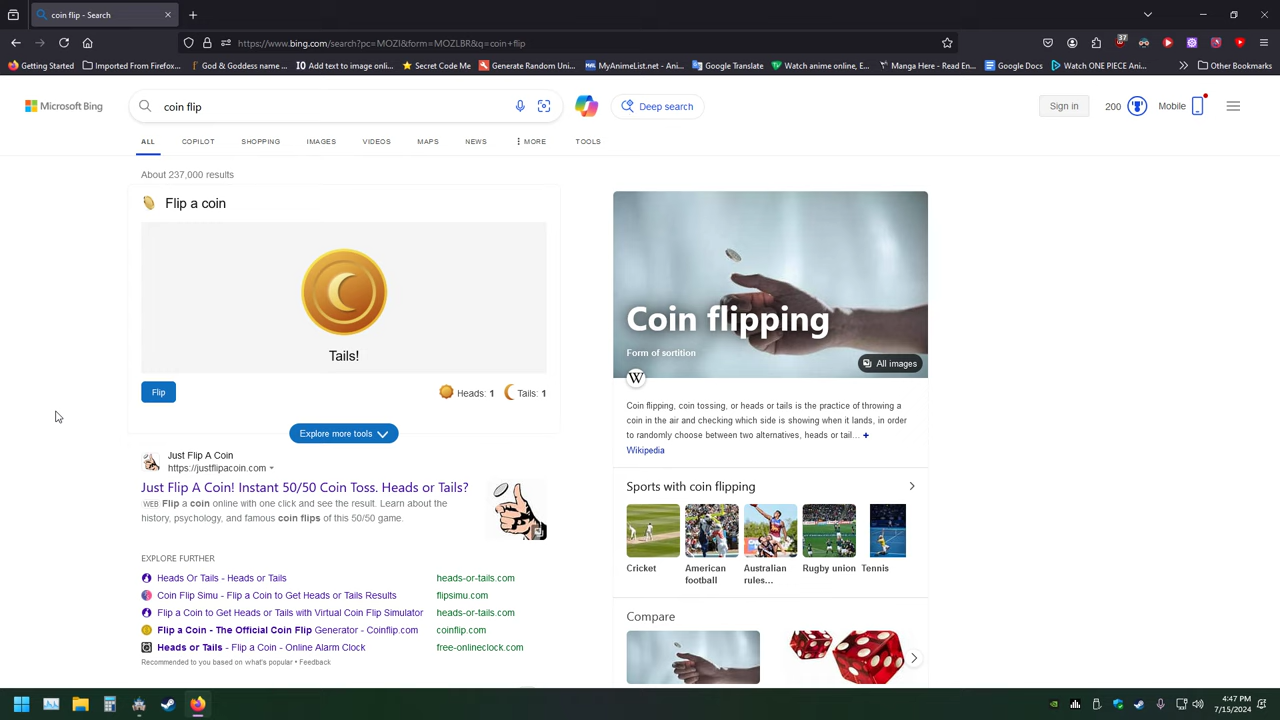 coin flip - Search
https://www.bing.com/search?pc=MOZI&form=MOZLBR&q=coin+flip
37
Getting Started
Imported From Firefox...
God & Goddess name ...
Add text to image onli...
Secret Code Me
Generate Random Uni...
MyAnimeList.net - Ani...
Google Translate
Watch anime online, E...
Manga Here - Read On...
Watch ONE PIECE Ani...
Other Bookmarks
Microsoft Bing
coin flip
Deep search
Sign in
200
Mobile
ALL
COPILOT
SHOPPING
IMAGES
VIDEOS
MAPS
NEWS
MORE
TOOLS
About 237,000 results
Flip a coin
Tails!
Flip
Heads: 1
Tails: 1
Explore more tools
Just Flip A Coin
https://justflipacoin.com
Just Flip A Coin! Instant 50/50 Coin Toss. Heads or Tails?
WEB Flip a coin online with one click and see the result. Learn about the
history, psychology, and famous coin flips of this 50/50 game.
EXPLORE FURTHER
Heads Or Tails - Heads or Tails heads-or-tails.com
Coin Flip Simu - Flip a Coin to Get Heads or Tails Results flipsimu.com
Flip a Coin to Get Heads or Tails with Virtual Coin Flip Simulator heads-or-tails.com
Flip a Coin - The Official Coin Flip Generator - Coinflip.com coinflip.com
Heads or Tails - Flip a Coin - Online Alarm Clock free-onlineclock.com
Recommended to you based on what's popular • Feedback
Coin flipping
Form of sortition
All images
W
Coin flipping, coin tossing, or heads or tails is the practice of throwing a
coin in the air and checking which side is showing when it lands, in order
to randomly choose between two alternatives, heads or tail... +
Wikipedia
Sports with coin flipping
Cricket
American
football
Australian
rules...
Rugby union
Tennis
Compare
4:47 PM
7/15/2024